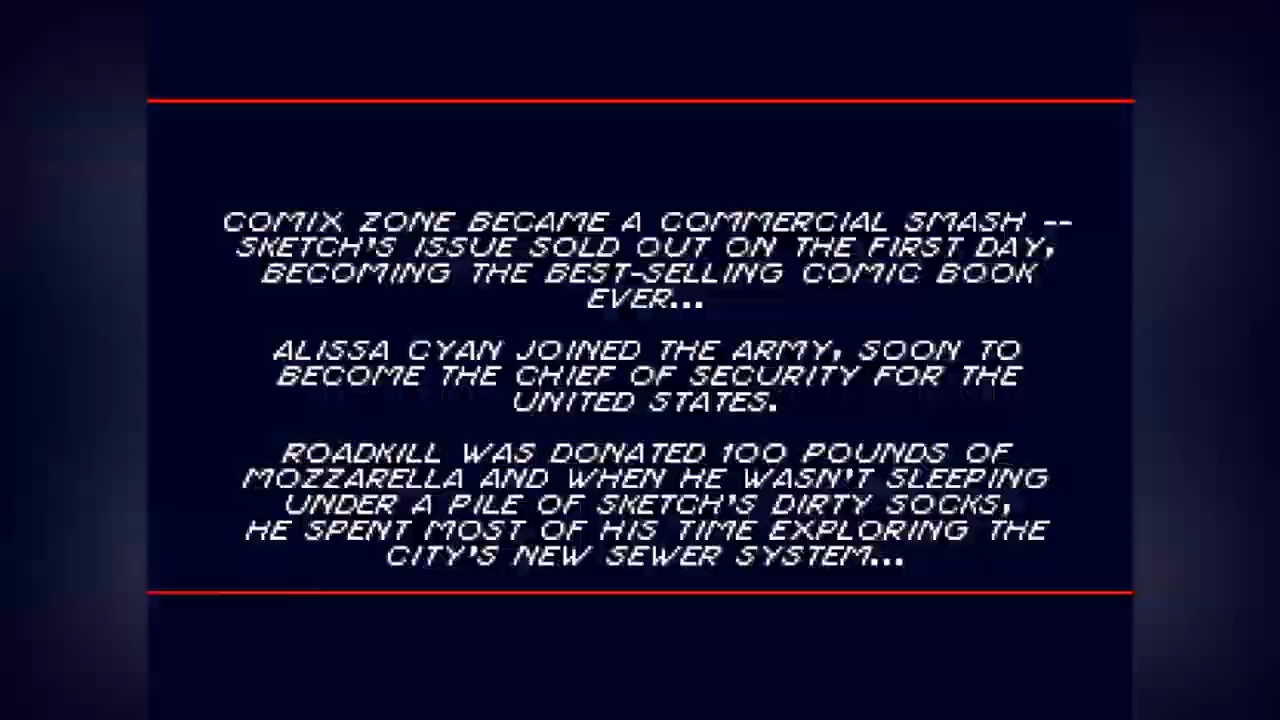 COMIX ZONE BECAME A COMMERCIAL SMASH --
SKETCH'S ISSUE SOLD OUT ON THE FIRST DAY,
BECOMING THE BEST-SELLING COMIC BOOK
EVER...
ALISSA CYAN JOINED THE ARMY, SOON TO
BECOME THE CHIEF OF SECURITY FOR THE
UNITED STATES.
ROADKILL WAS DONATED 100 POUNDS OF
MOZZARELLA AND WHEN HE WASN'T SLEEPING
UNDER A PILE OF SKETCH'S DIRTY SOCKS,
HE SPENT MOST OF HIS TIME EXPLORING THE
CITY'S NEW SEWER SYSTEM...